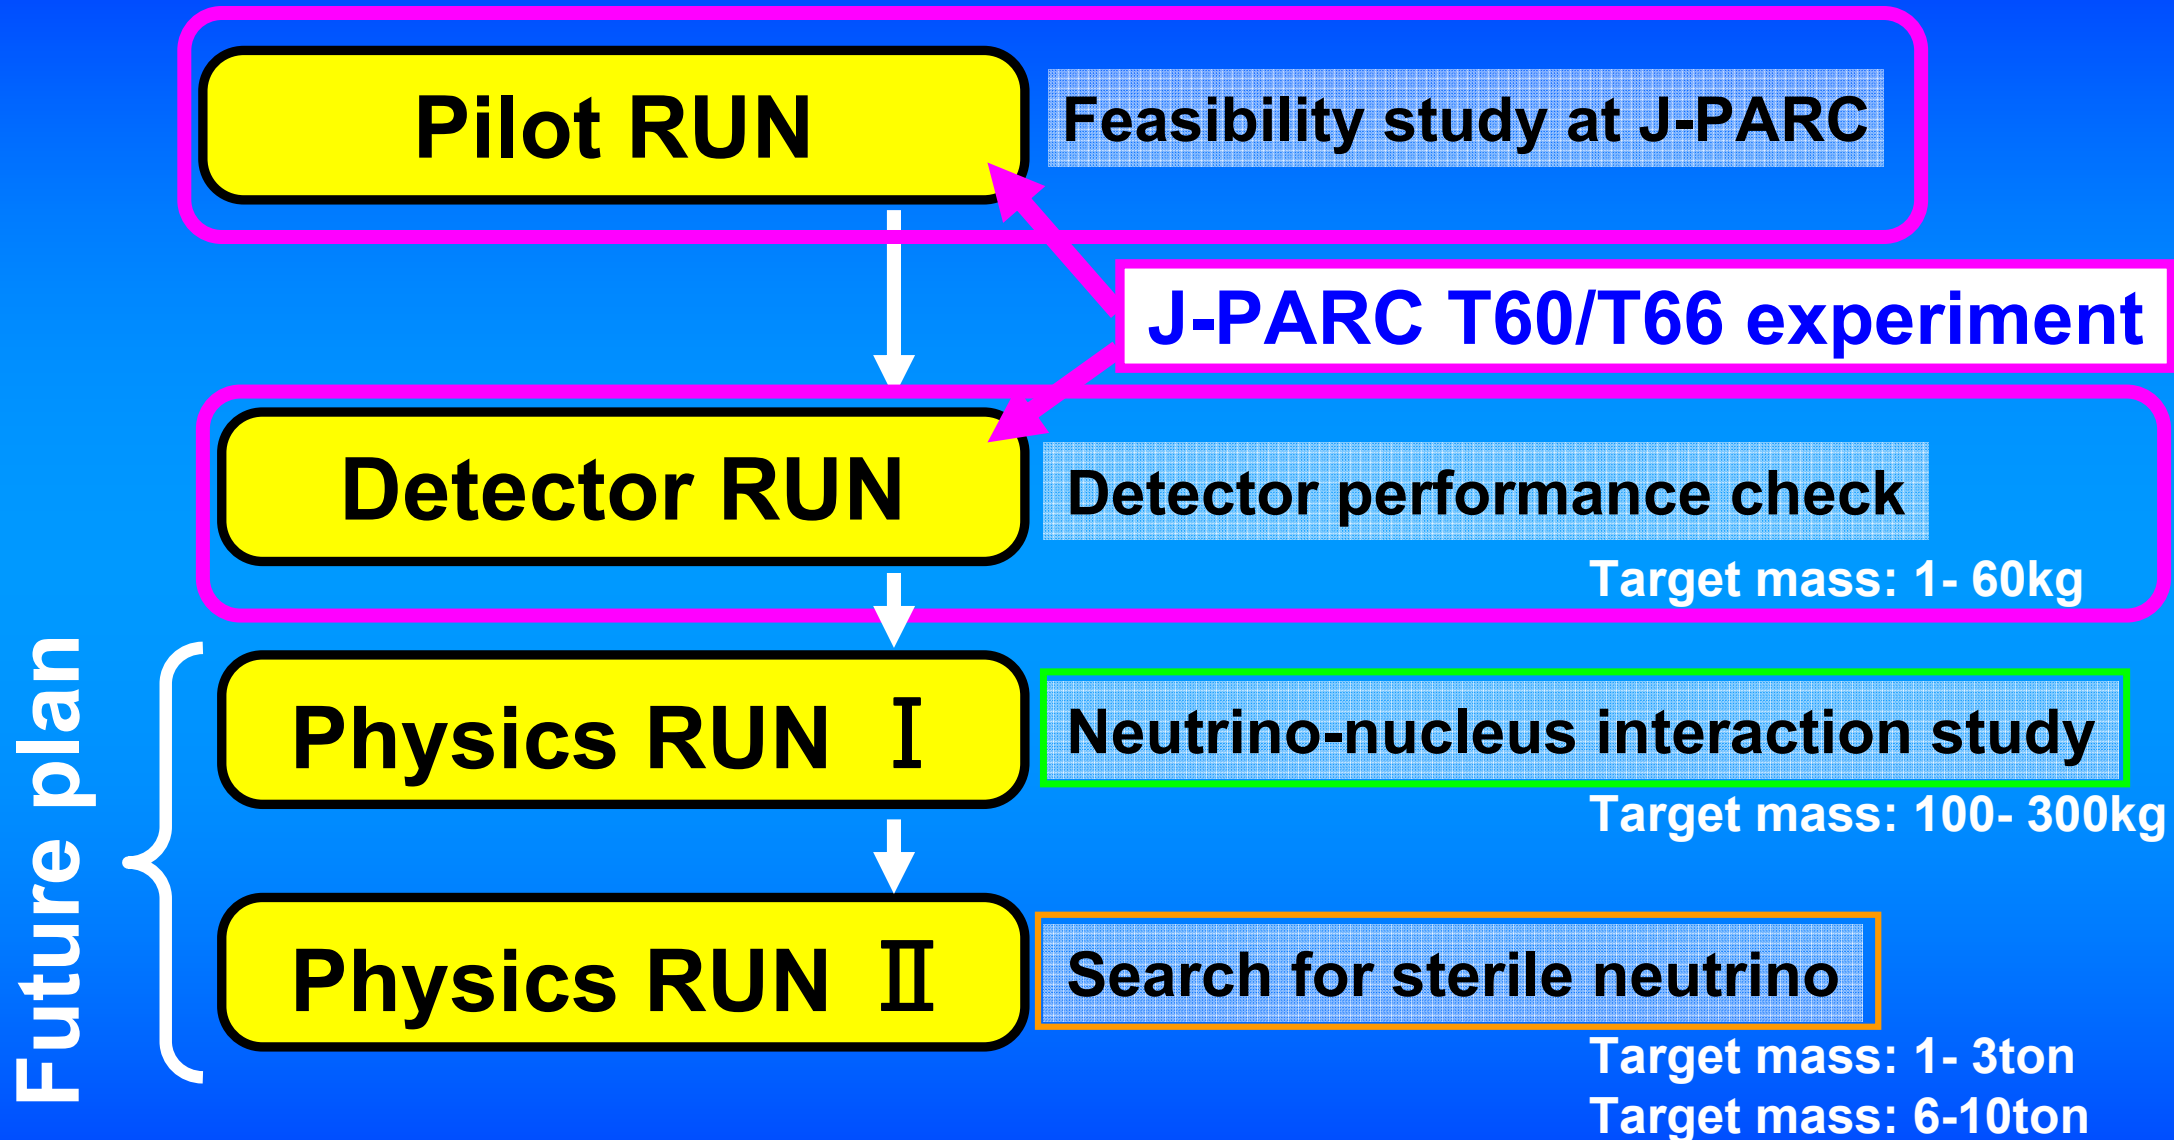 Pilot RUN
Feasibility study at J-PARC
J-PARC T60/T66 experiment
Detector RUN
Detector performance check
Target mass: 1- 60kg
Future plan
Physics RUN Ⅰ
Neutrino-nucleus interaction study
Target mass: 100- 300kg
Physics RUN Ⅱ
Search for sterile neutrino
Target mass: 1- 3ton
Target mass: 6-10ton